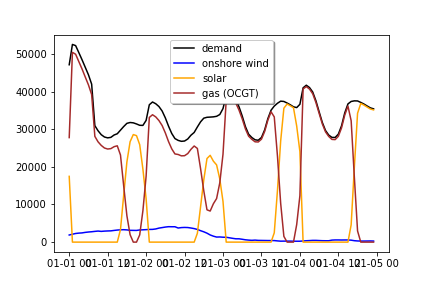 50000
demand
onshore wind
solar
gas (OCGT)
40000
30000
20000
10000
0
01-01 00 01-01 12 01-02 00 01-02 12 01-03 00 01-03 12 01-04 00 01-04 12 01-05 00